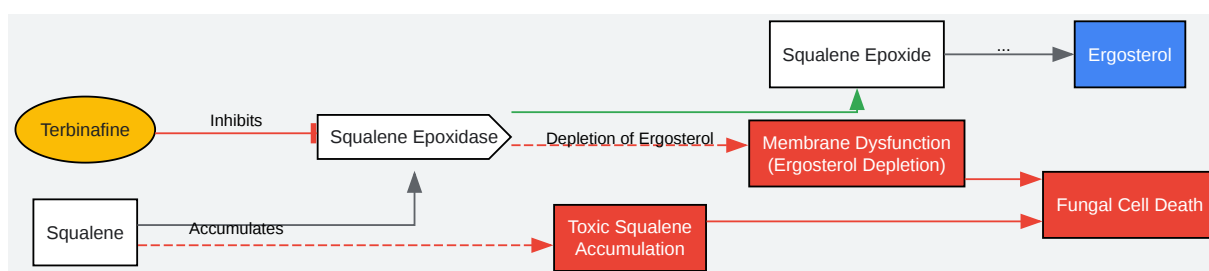 Squalene Epoxide
...
Ergosterol
Terbinafine
Inhibits
Squalene Epoxidase
Depletion of Ergosterol
Membrane Dysfunction
(Ergosterol Depletion)
Squalene
Accumulates
Toxic Squalene
Accumulation
Fungal Cell Death